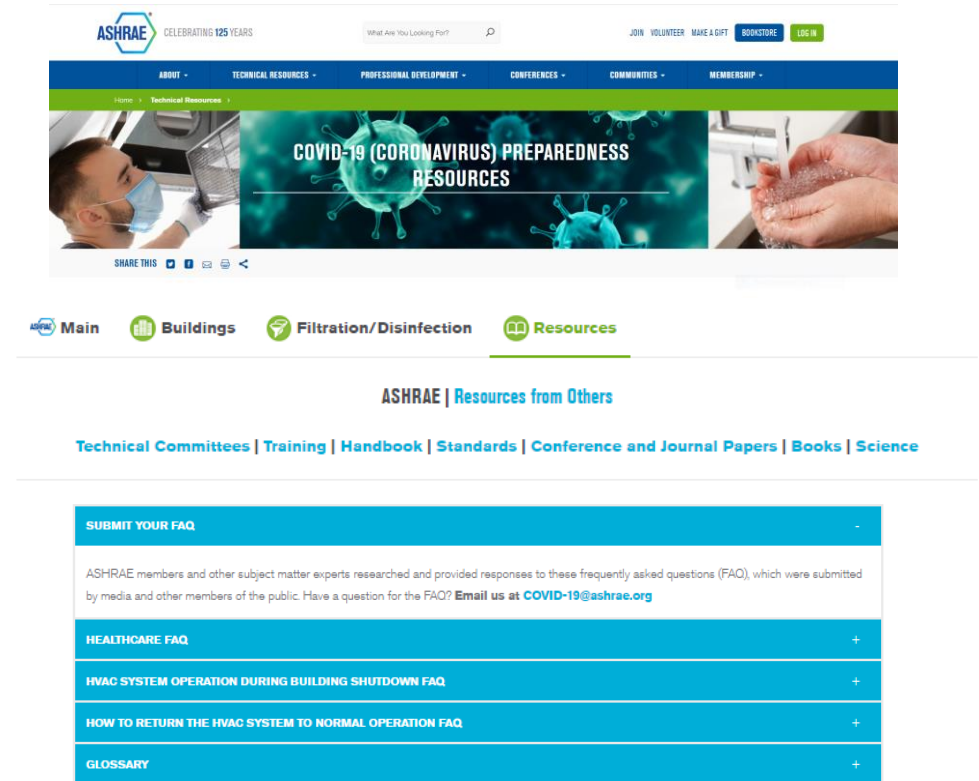 ASHRAE CELEBRATING 125 YEARS What Are You Looking For? JOIN VOLUNTEER MAKE A GIFT BOOKSTORE LOG IN
ABOUT TECHNICAL RESOURCES PROFESSIONAL DEVELOPMENT CONFERENCES COMMUNITIES MEMBERSHIP
Home > Technical Resources >
COVID-19 (CORONAVIRUS) PREPAREDNESS
RESOURCES
SHARE THIS
ASHRAE Main Buildings Filtration/Disinfection Resources
ASHRAE | Resources from Others
Technical Committees | Training | Handbook | Standards | Conference and Journal Papers | Books | Science
SUBMIT YOUR FAQ -
ASHRAE members and other subject matter experts researched and provided responses to these frequently asked questions (FAQ), which were submitted
by media and other members of the public. Have a question for the FAQ? Email us at COVID-19@ashrae.org
HEALTHCARE FAQ +
HVAC SYSTEM OPERATION DURING BUILDING SHUTDOWN FAQ +
HOW TO RETURN THE HVAC SYSTEM TO NORMAL OPERATION FAQ +
GLOSSARY +